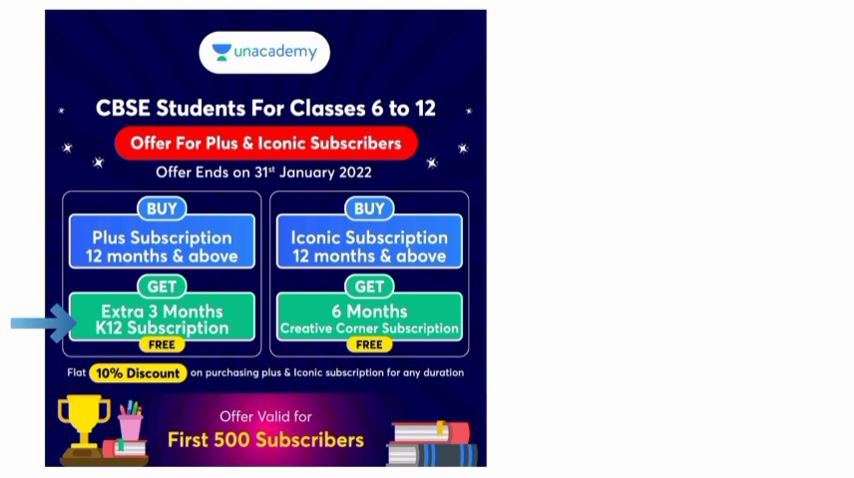 unacademy
CBSE Students For Classes 6 to 12
Offer For Plus & Iconic Subscribers
Offer Ends on 31st January 2022
BUY
Plus Subscription
12 months & above
GET
Extra 3 Months
K12 Subscription
FREE
BUY
Iconic Subscription
12 months & above
GET
6 Months
Creative Corner Subscription
FREE
Flat 10% Discount on purchasing plus & Iconic subscription for any duration
Offer Valid for
First 500 Subscribers